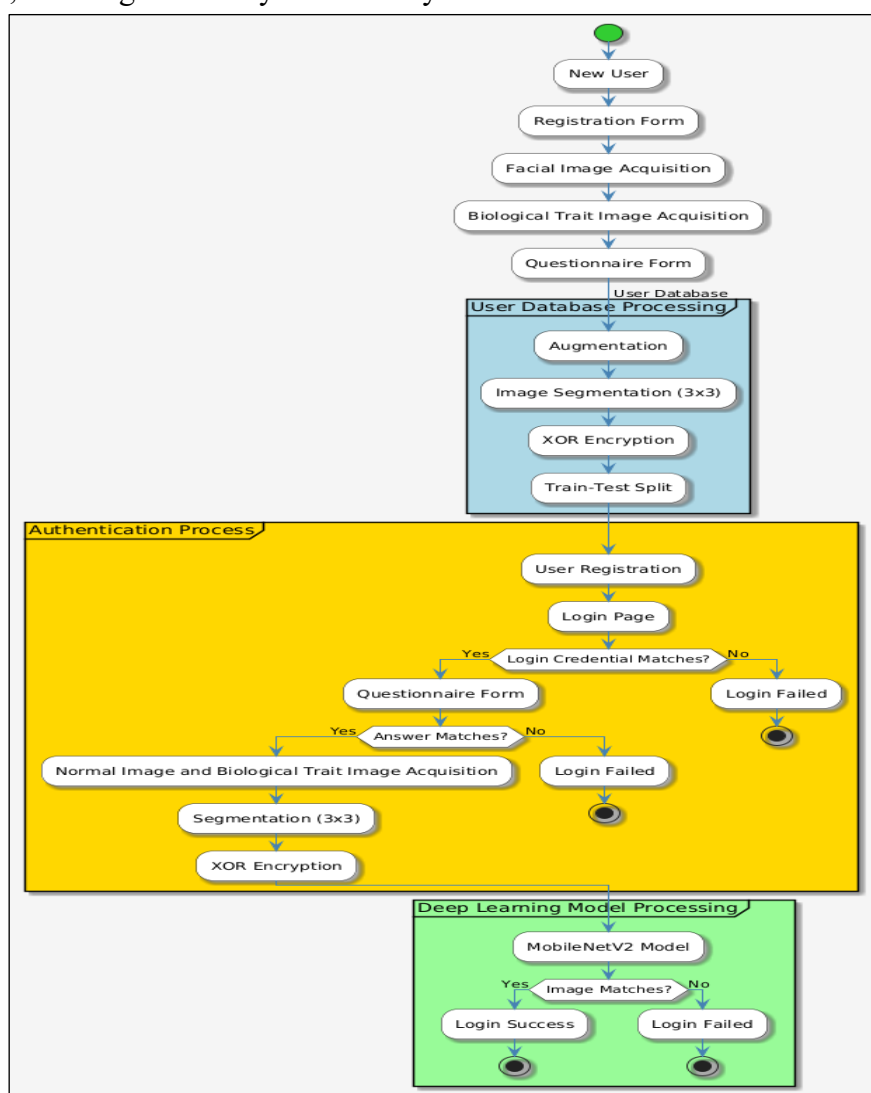 New User
Registration Form
Facial Image Acquisition
Biological Trait Image Acquisition
Questionnaire Form
User Database
User Database Processing
Augmentation
Image Segmentation (3x3)
XOR Encryption
Train-Test Split
Authentication Process
User Registration
Login Page
Yes
Login Credential Matches?
No
Questionnaire Form
Login Failed
Yes
Answer Matches?
No
Normal Image and Biological Trait Image Acquisition
Login Failed
Segmentation (3x3)
XOR Encryption
Deep Learning Model Processing
MobileNetV2 Model
Yes
Image Matches?
No
Login Success
Login Failed